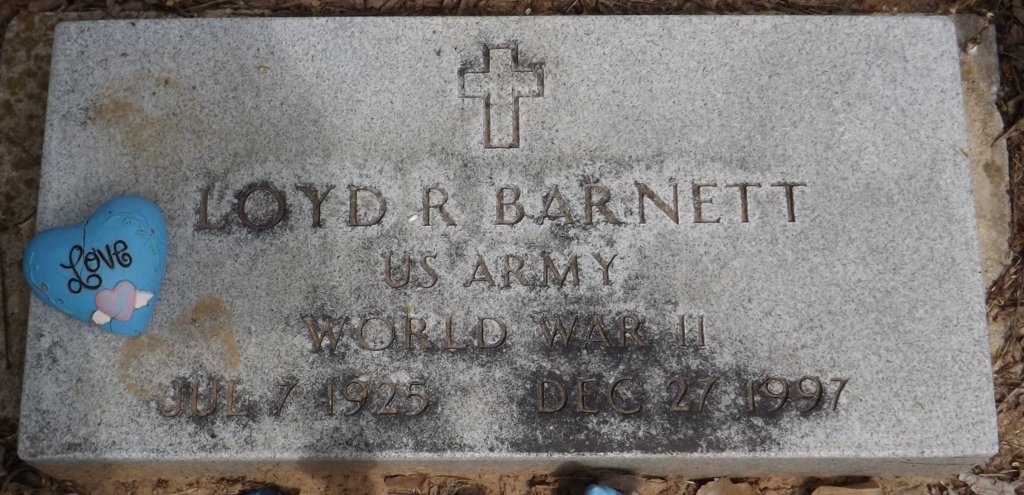 LOYD R BARNETT
Love
US ARMY
WORLD WAR II
JUL 7 1925 DEC 27 1997